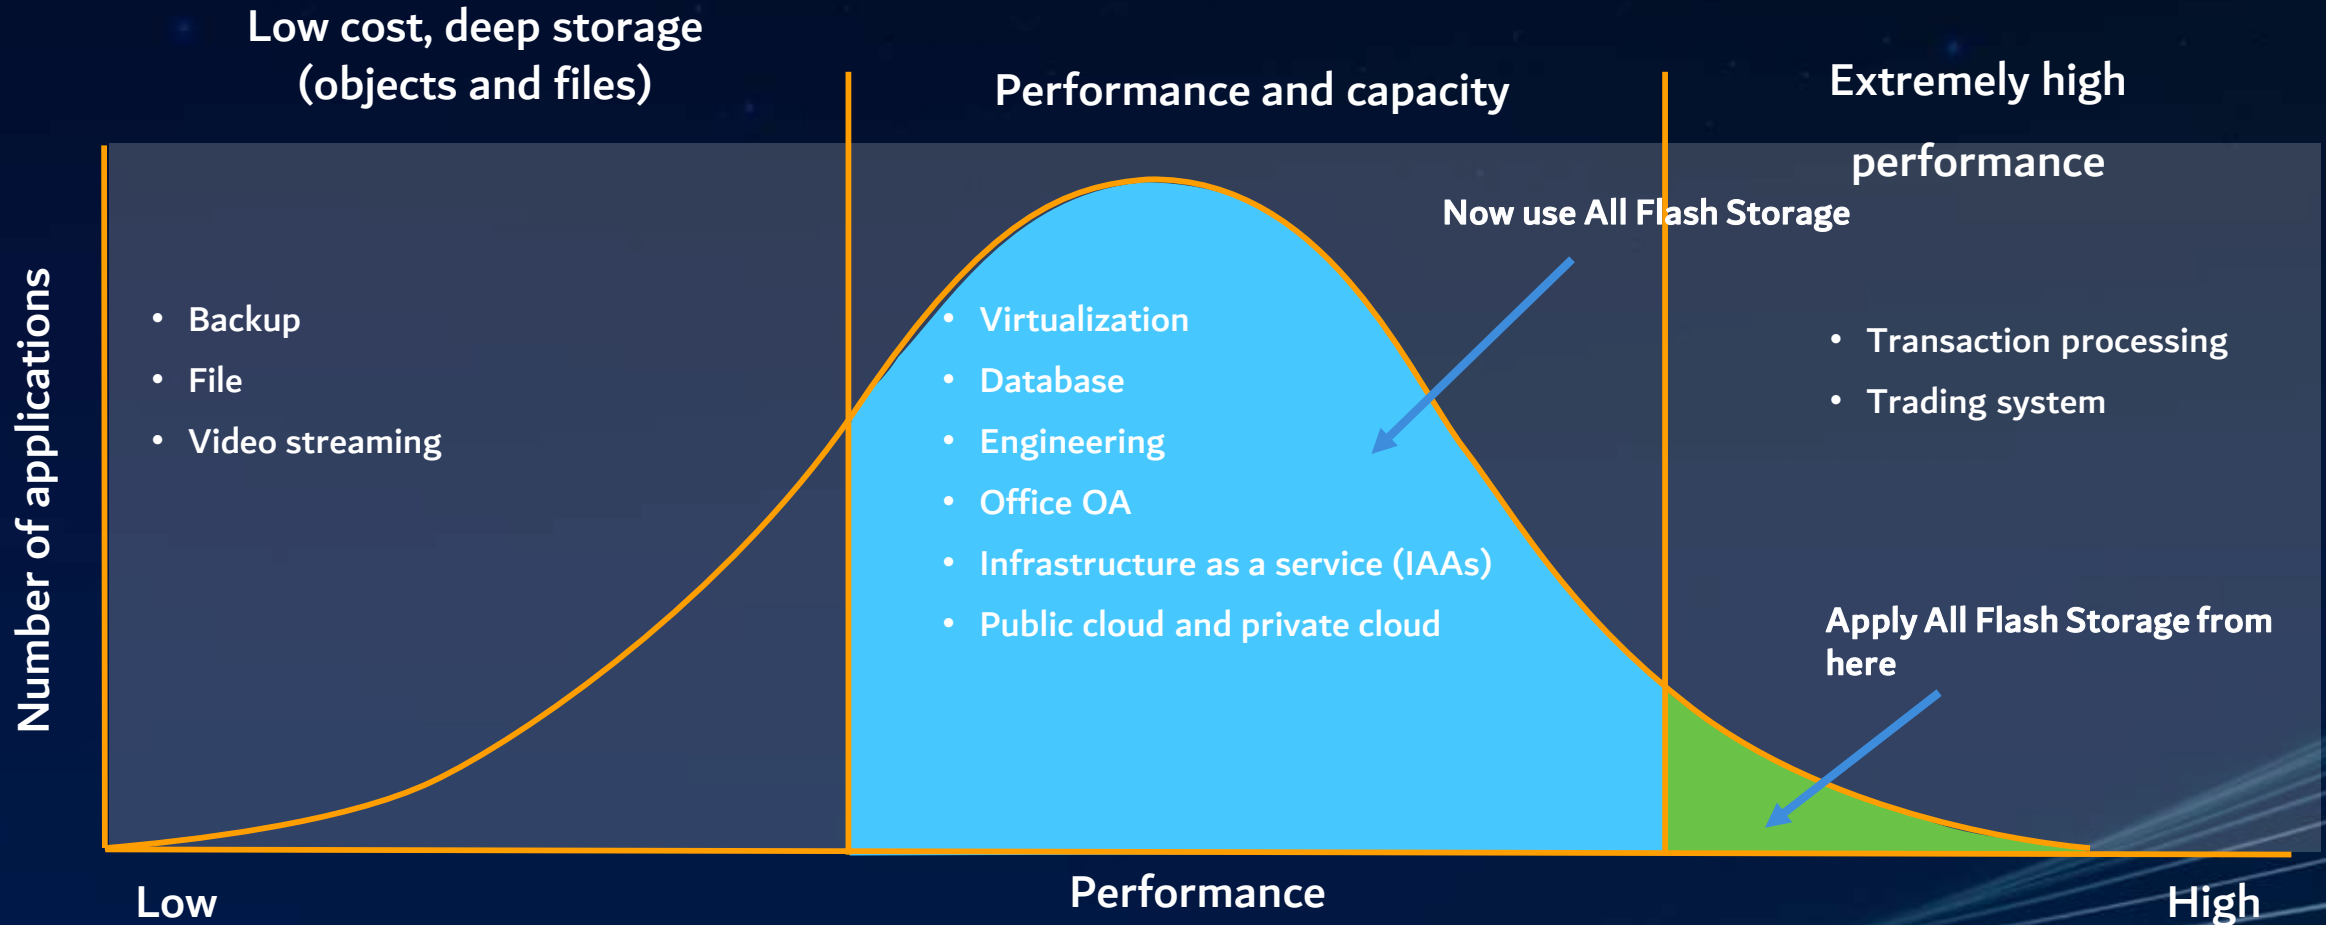 Low cost, deep storage
(objects and files)
Performance and capacity
Extremely high
performance
Now use All Flash Storage
Number of applications
• Backup
• File
• Video streaming
• Virtualization
• Database
• Engineering
• Office OA
• Infrastructure as a service (IAAs)
• Public cloud and private cloud
• Transaction processing
• Trading system
Apply All Flash Storage from
here
Low
Performance
High